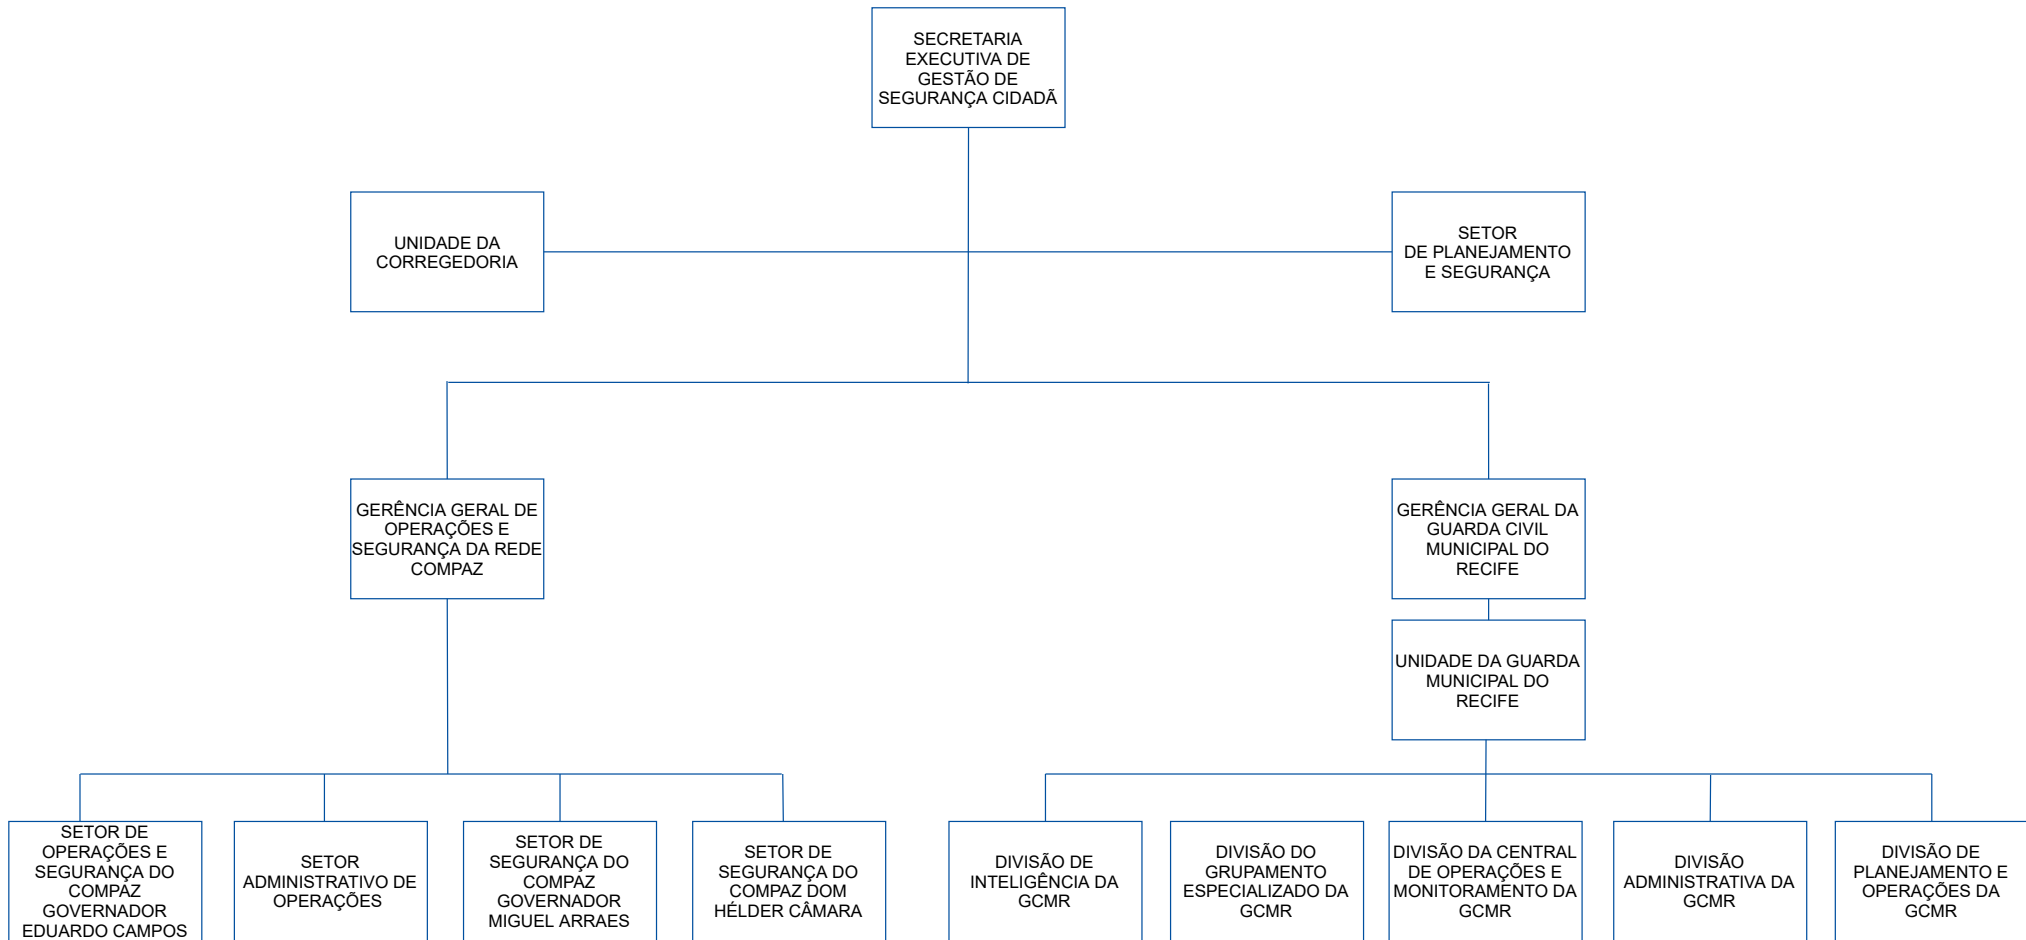 SECRETARIA
EXECUTIVA DE
GESTÃO DE
SEGURANÇA CIDADÃ
UNIDADE DA
CORREGEDORIA
SETOR
DE PLANEJAMENTO
E SEGURANÇA
GERÊNCIA GERAL DE
OPERAÇÕES E
SEGURANÇA DA REDE
COMPAZ
GERÊNCIA GERAL DA
GUARDA CIVIL
MUNICIPAL DO
RECIFE
UNIDADE DA GUARDA
MUNICIPAL DO
RECIFE
SETOR DE
OPERAÇÕES E
SEGURANÇA DO
COMPAZ
GOVERNADOR
EDUARDO CAMPOS
SETOR
ADMINISTRATIVO DE
OPERAÇÕES
SETOR DE
SEGURANÇA DO
COMPAZ
GOVERNADOR
MIGUEL ARRAES
SETOR DE
SEGURANÇA DO
COMPAZ DOM
HÉLDER CÂMARA
DIVISÃO DE
INTELIGÊNCIA DA
GCMR
DIVISÃO DO
GRUPAMENTO
ESPECIALIZADO DA
GCMR
DIVISÃO DA CENTRAL
DE OPERAÇÕES E
MONITORAMENTO DA
GCMR
DIVISÃO
ADMINISTRATIVA DA
GCMR
DIVISÃO DE
PLANEJAMENTO E
OPERAÇÕES DA
GCMR